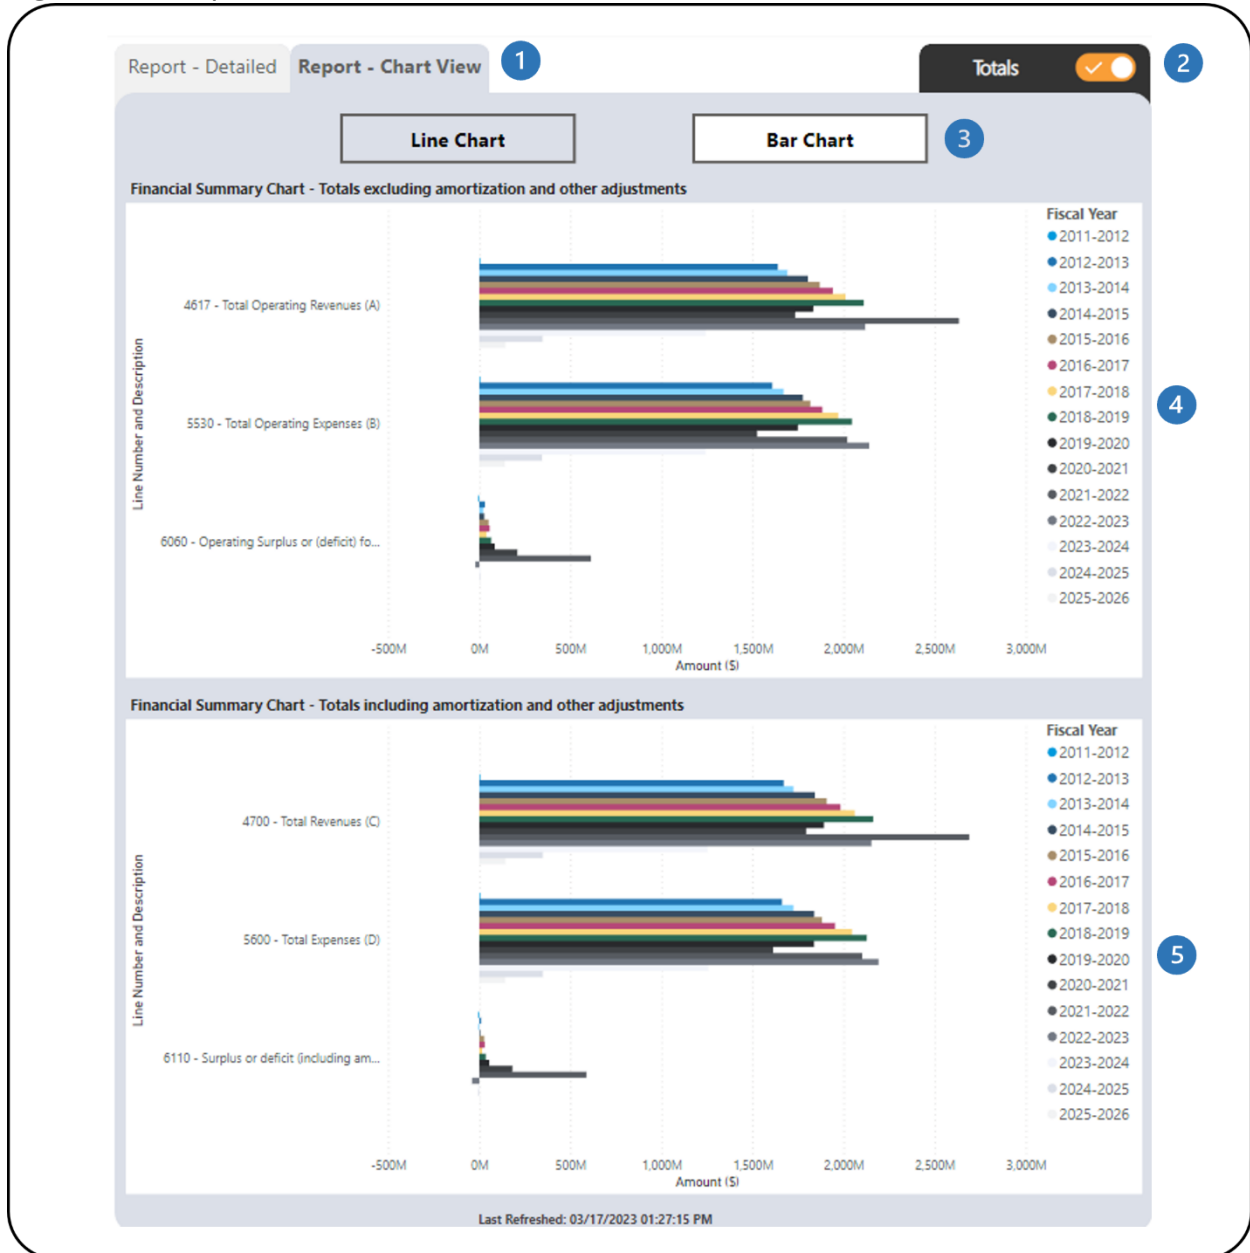 Report - Detailed
Report - Chart View
1
Totals
2
Line Chart
Bar Chart
3
Financial Summary Chart - Totals excluding amortization and other adjustments
Line Number and Description
4617 - Total Operating Revenues (A)
5530 - Total Operating Expenses (B)
6060 - Operating Surplus or (deficit) fo...
-500M
0M
500M
1,000M
1,500M
2,000M
2,500M
3,000M
Amount ($)
Fiscal Year
2011-2012
2012-2013
2013-2014
2014-2015
2015-2016
2016-2017
2017-2018
2018-2019
2019-2020
2020-2021
2021-2022
2022-2023
2023-2024
2024-2025
2025-2026
4
Financial Summary Chart - Totals including amortization and other adjustments
Line Number and Description
4700 - Total Revenues (C)
5600 - Total Expenses (D)
6110 - Surplus or deficit (including am...
-500M
0M
500M
1,000M
1,500M
2,000M
2,500M
3,000M
Amount ($)
Fiscal Year
2011-2012
2012-2013
2013-2014
2014-2015
2015-2016
2016-2017
2017-2018
2018-2019
2019-2020
2020-2021
2021-2022
2022-2023
2023-2024
2024-2025
2025-2026
5
Last Refreshed: 03/17/2023 01:27:15 PM